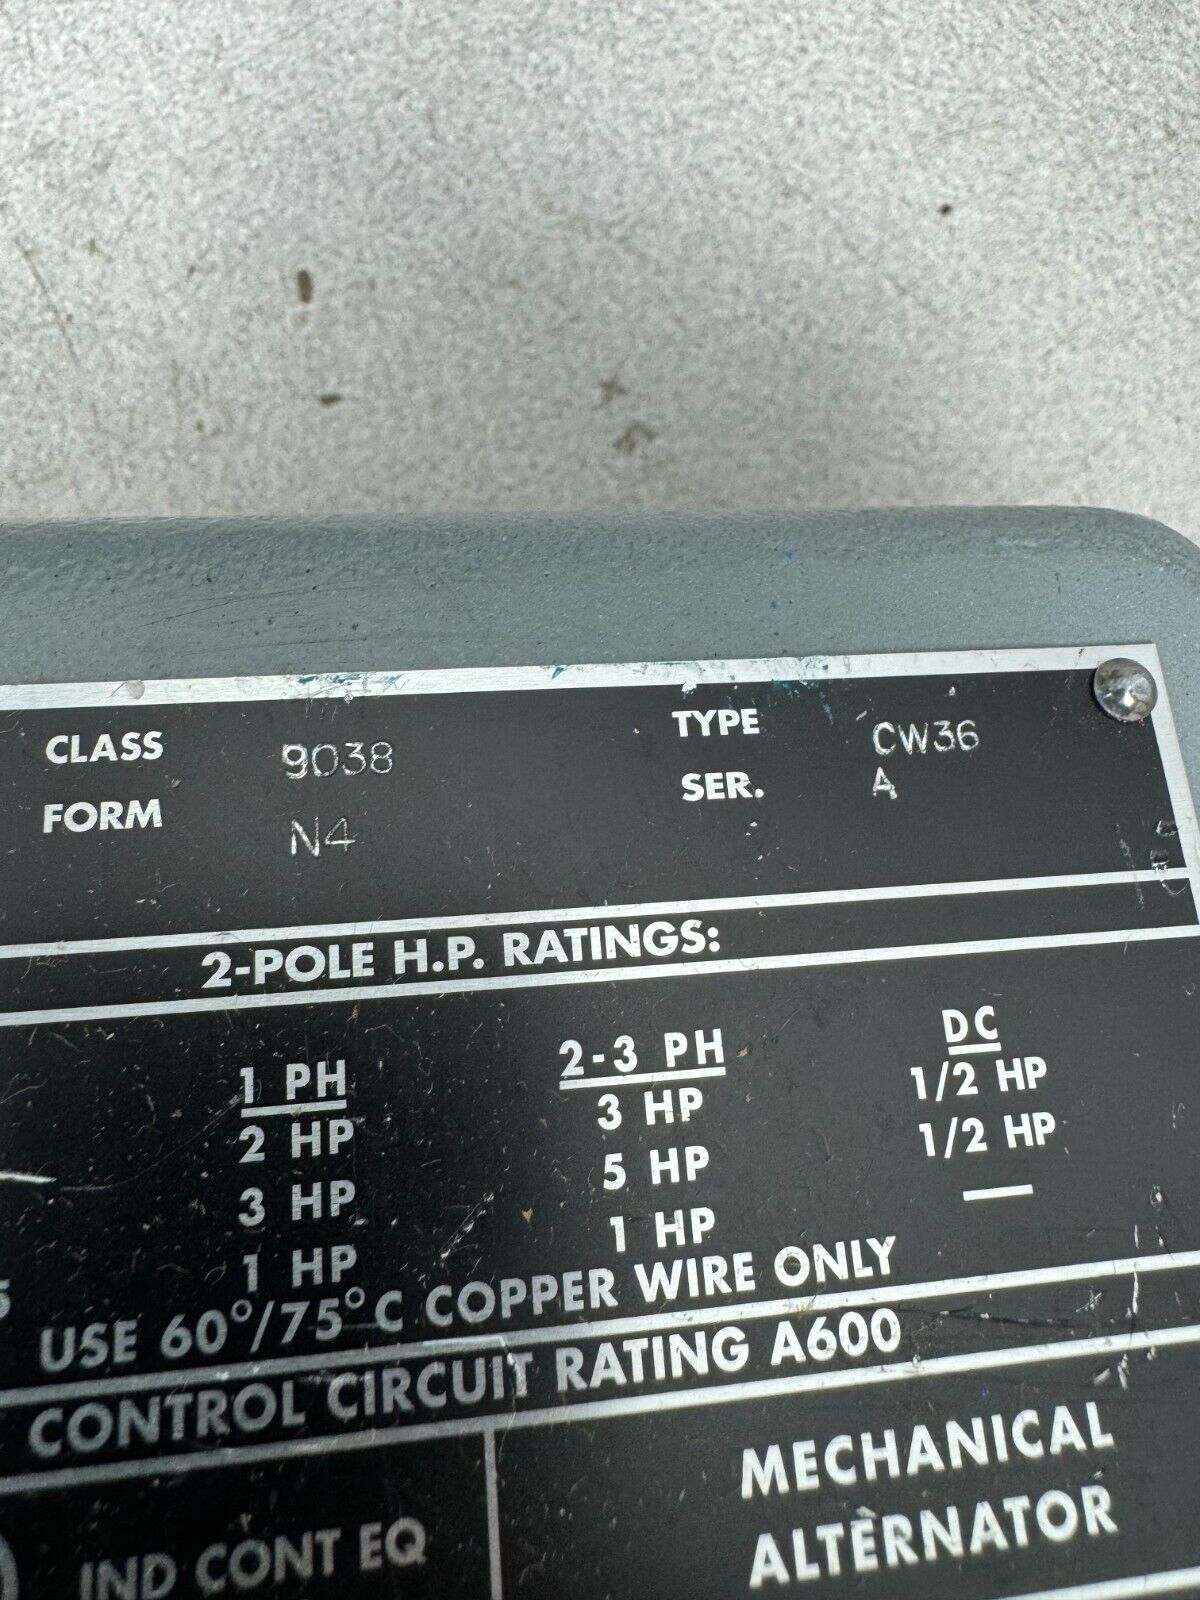 CLASS 9038 TYPE CW36
FORM N4 SER. A
2-POLE H.P. RATINGS:
1 PH 2-3 PH DC
2 HP 3 HP 1/2 HP
3 HP 5 HP 1/2 HP
1 HP 1 HP —
USE 60°/75°C COPPER WIRE ONLY
CONTROL CIRCUIT RATING A600
IND CONT EQ
MECHANICAL
ALTERNATOR